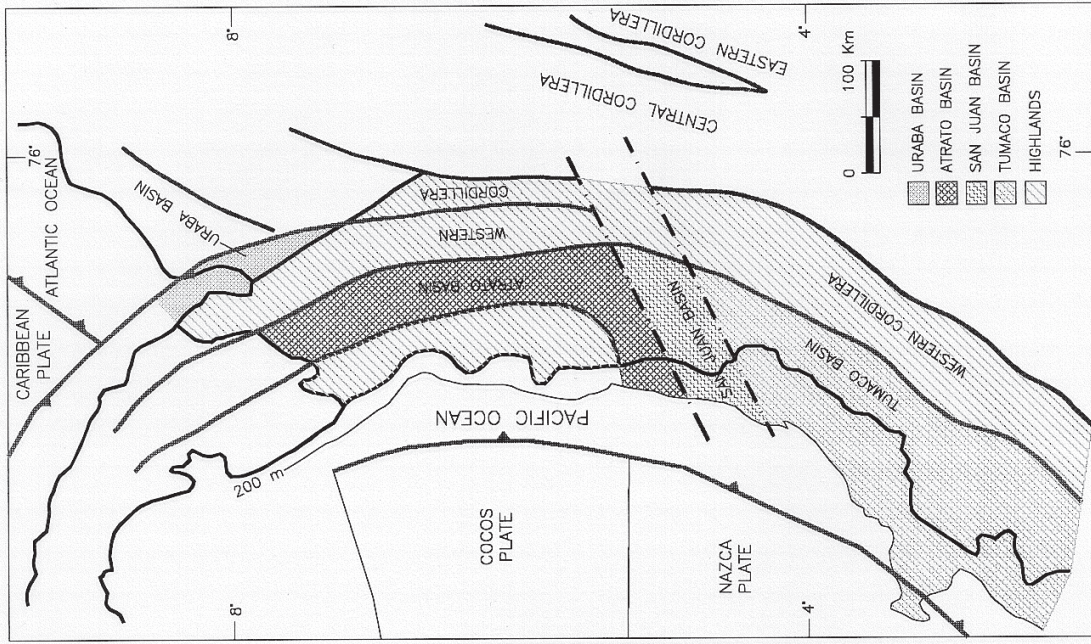 8°
76°
4°
CARIBBEAN
PLATE
ATLANTIC OCEAN
URABA BASIN
WESTERN
CORDILLERA
ATRATO BASIN
CENTRAL CORDILLERA
EASTERN CORDILLERA
200 m
PACIFIC OCEAN
COCOS
PLATE
NAZCA
PLATE
SAN JUAN BASIN
TUMACO BASIN
WESTERN CORDILLERA
0
100 Km
URABA BASIN
ATRATO BASIN
SAN JUAN BASIN
TUMACO BASIN
HIGHLANDS
8°
4°
76°